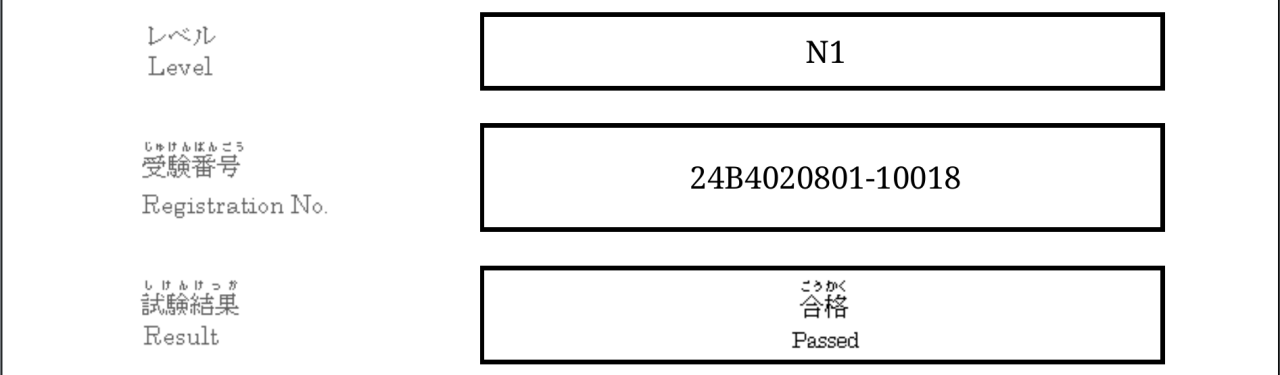 レベル
Level
N1
じゅけんばんごう
受験番号
Registration No.
24B4020801-10018
しけんけっか
試験結果
Result
ごうかく
合格
Passed